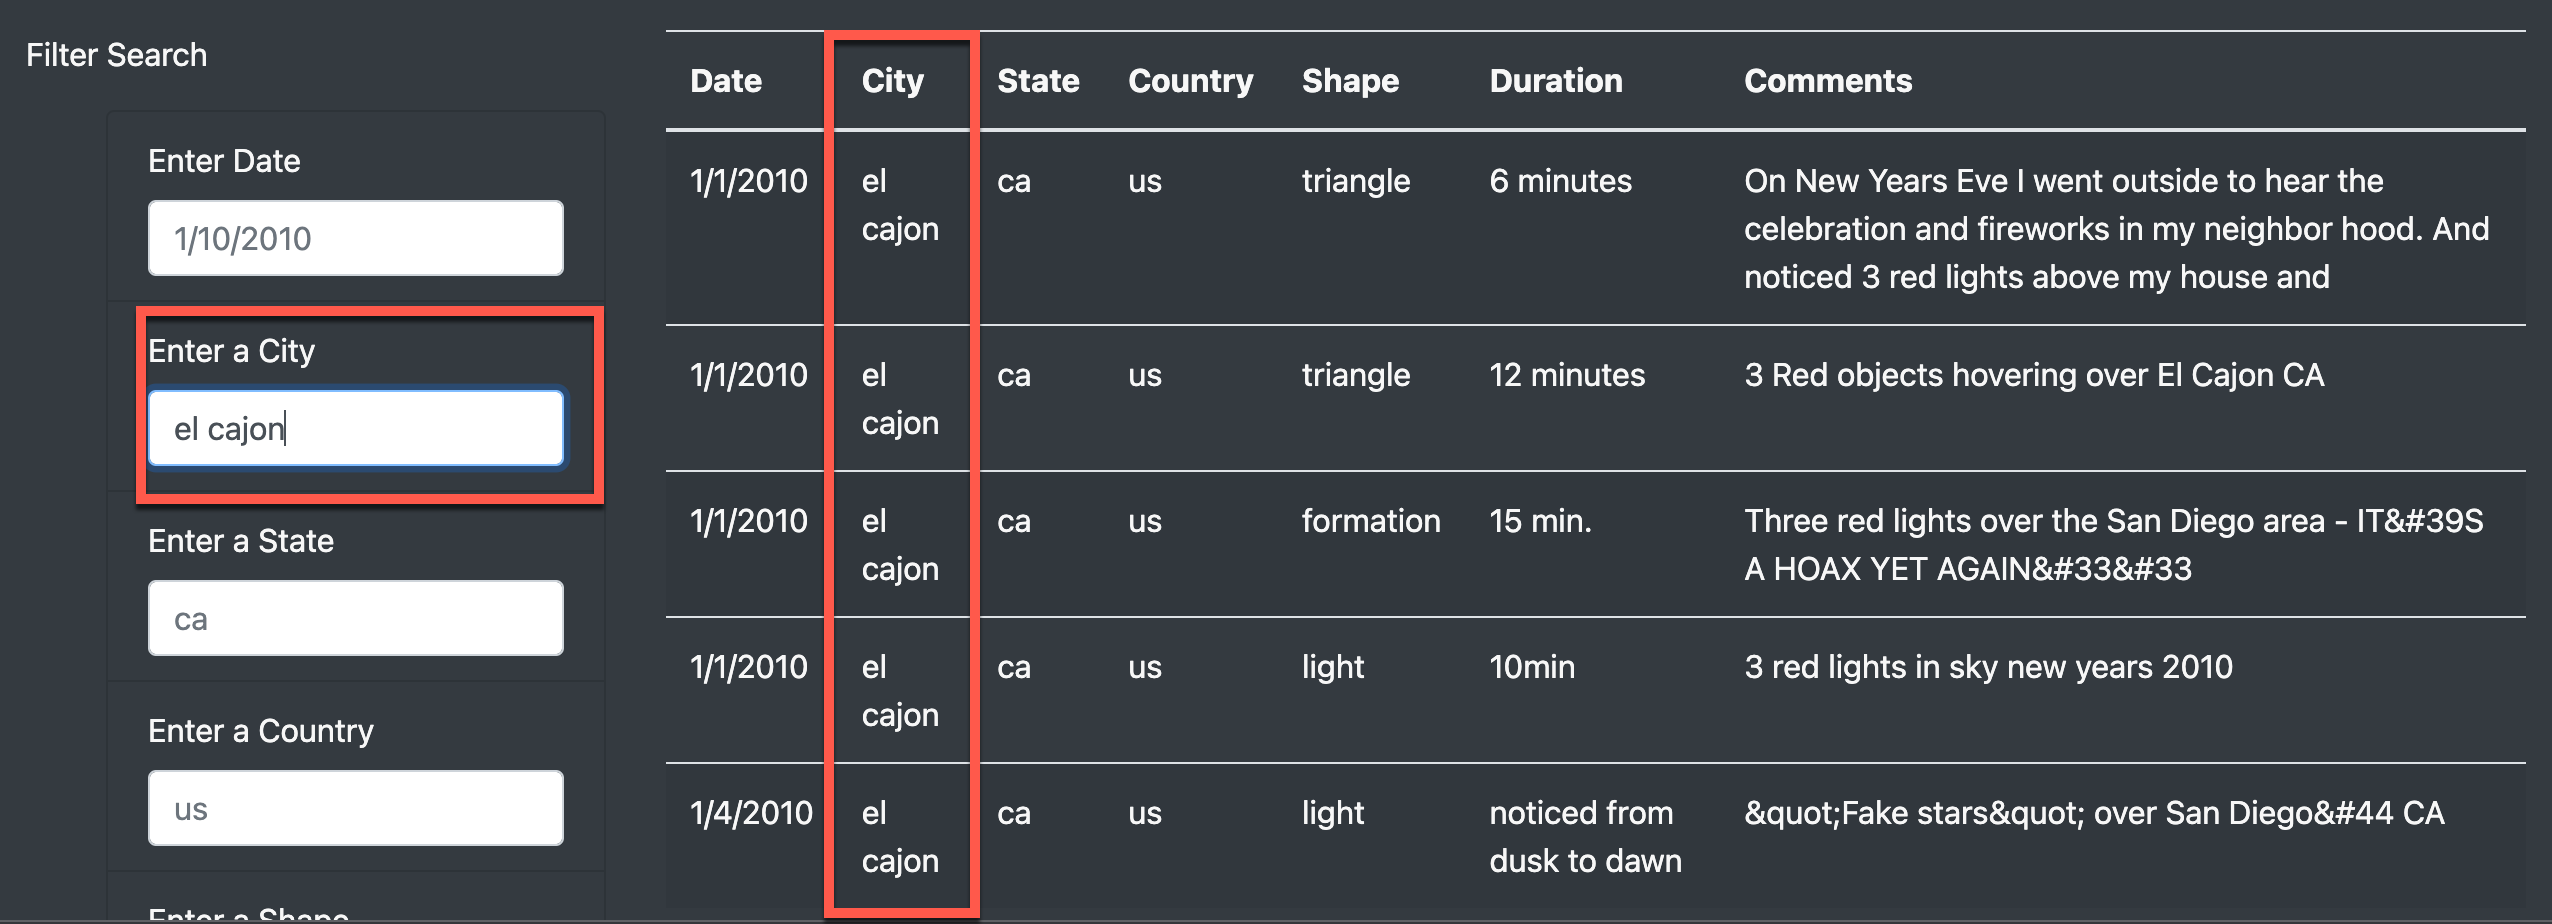 Filter Search
Enter Date
1/10/2010
Enter a City
el cajon
Enter a State
ca
Enter a Country
us
Enter a Shape
Date City State Country Shape Duration Comments
1/1/2010 el ca us triangle 6 minutes On New Years Eve I went outside to hear the
cajon celebration and fireworks in my neighbor hood. And
noticed 3 red lights above my house and
1/1/2010 el ca us triangle 12 minutes 3 Red objects hovering over El Cajon CA
cajon
1/1/2010 el ca us formation 15 min. Three red lights over the San Diego area - IT&#39S
cajon A HOAX YET AGAIN&#33&#33
1/1/2010 el ca us light 10min 3 red lights in sky new years 2010
cajon
1/4/2010 el ca us light noticed from &quot;Fake stars&quot; over San Diego&#44 CA
cajon dusk to dawn